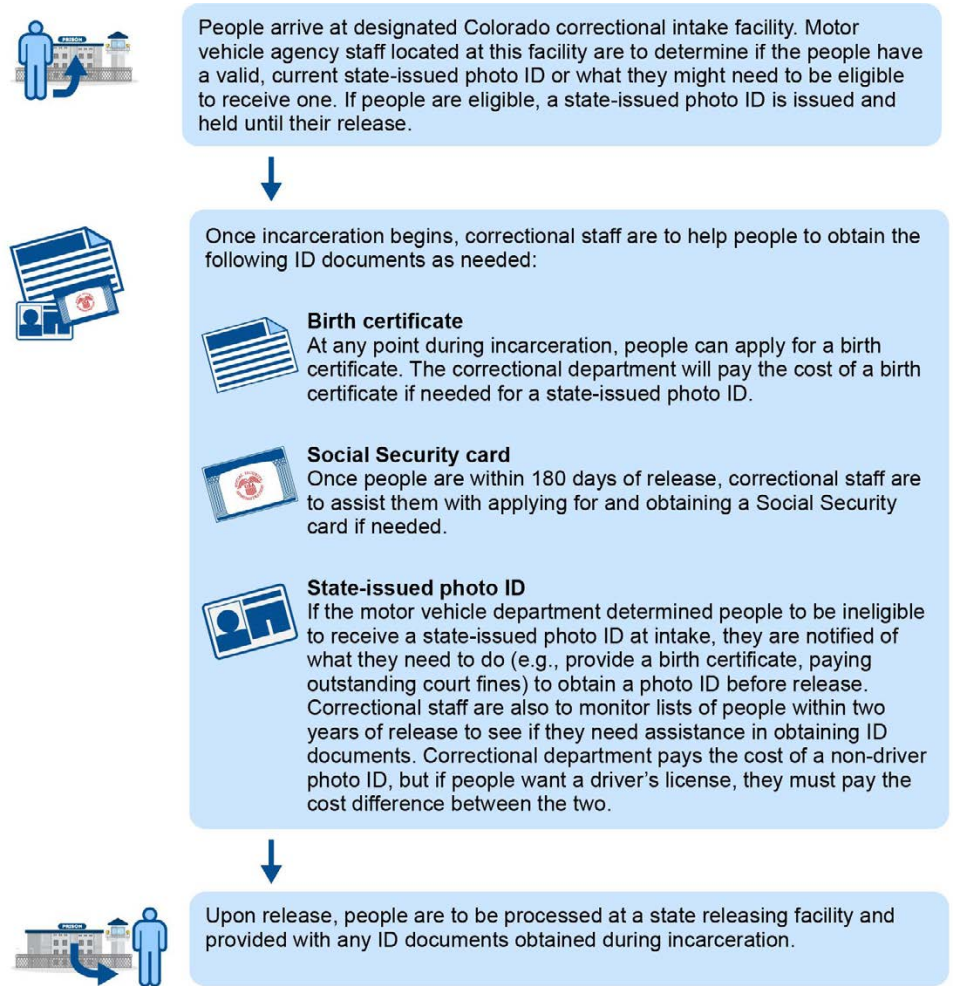 People arrive at designated Colorado correctional intake facility. Motor
vehicle agency staff located at this facility are to determine if the people have
a valid, current state-issued photo ID or what they might need to be eligible
to receive one. If people are eligible, a state-issued photo ID is issued and
held until their release.
PRISON
Once incarceration begins, correctional staff are to help people to obtain the
following ID documents as needed:
Birth certificate
At any point during incarceration, people can apply for a birth
certificate. The correctional department will pay the cost of a birth
certificate if needed for a state-issued photo ID.
Social Security card
Once people are within 180 days of release, correctional staff are
to assist them with applying for and obtaining a Social Security
card if needed.
State-issued photo ID
If the motor vehicle department determined people to be ineligible
to receive a state-issued photo ID at intake, they are notified of
what they need to do (e.g., provide a birth certificate, paying
outstanding court fines) to obtain a photo ID before release.
Correctional staff are also to monitor lists of people within two
years of release to see if they need assistance in obtaining ID
documents. Correctional department pays the cost of a non-driver
photo ID, but if people want a driver's license, they must pay the
cost difference between the two.
PRISON
Upon release, people are to be processed at a state releasing facility and
provided with any ID documents obtained during incarceration.